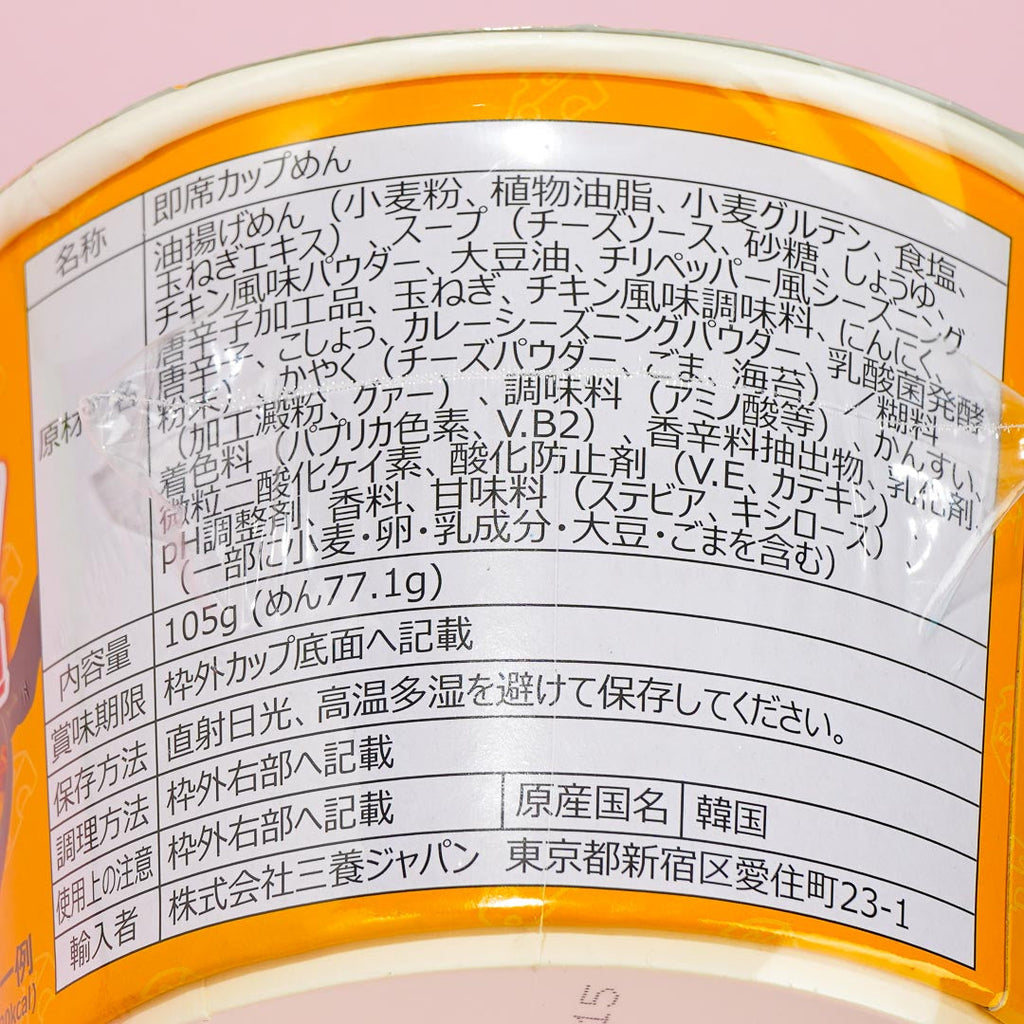 名称 即席カップめん
原材 名 油揚げめん（小麦粉、植物油脂、小麦グルテン、食塩、
玉ねぎエキス）、スープ（チーズソース、砂糖、しょうゆ、
チキン風味パウダー、大豆油、チリペッパー風シーズニング
唐辛子加工品、玉ねぎ、チキン風味調味料、にんにく、
唐辛子、こしょう、カレーシーズニングパウダー、乳酸菌発酵
粉末）、かやく（チーズパウダー、ごま、海苔）／糊料
（加工澱粉、グァー）、調味料（アミノ酸等）、かんすい、
着色料（パプリカ色素、V.B2）、香辛料抽出物、乳化剤、
微粒二酸化ケイ素、酸化防止剤（V.E、カテキン）、
pH調整剤、香料、甘味料（ステビア、キシロース）、
（一部に小麦・卵・乳成分・大豆・ごまを含む）
内容量 105g (めん77.1g)
賞味期限 枠外カップ底面へ記載
保存方法 直射日光、高温多湿を避けて保存してください。
調理方法 枠外右部へ記載
使用上の注意 枠外右部へ記載 原産国名 韓国
輸入者 株式会社三養ジャパン 東京都新宿区愛住町23-1
一例
kcal)
15